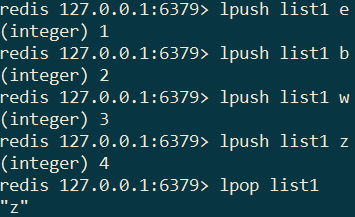 redis 127.0.0.1:6379> lpush list1 e
(integer) 1
redis 127.0.0.1:6379> lpush list1 b
(integer) 2
redis 127.0.0.1:6379> lpush list1 w
(integer) 3
redis 127.0.0.1:6379> lpush list1 z
(integer) 4
redis 127.0.0.1:6379> lpop list1
"z"